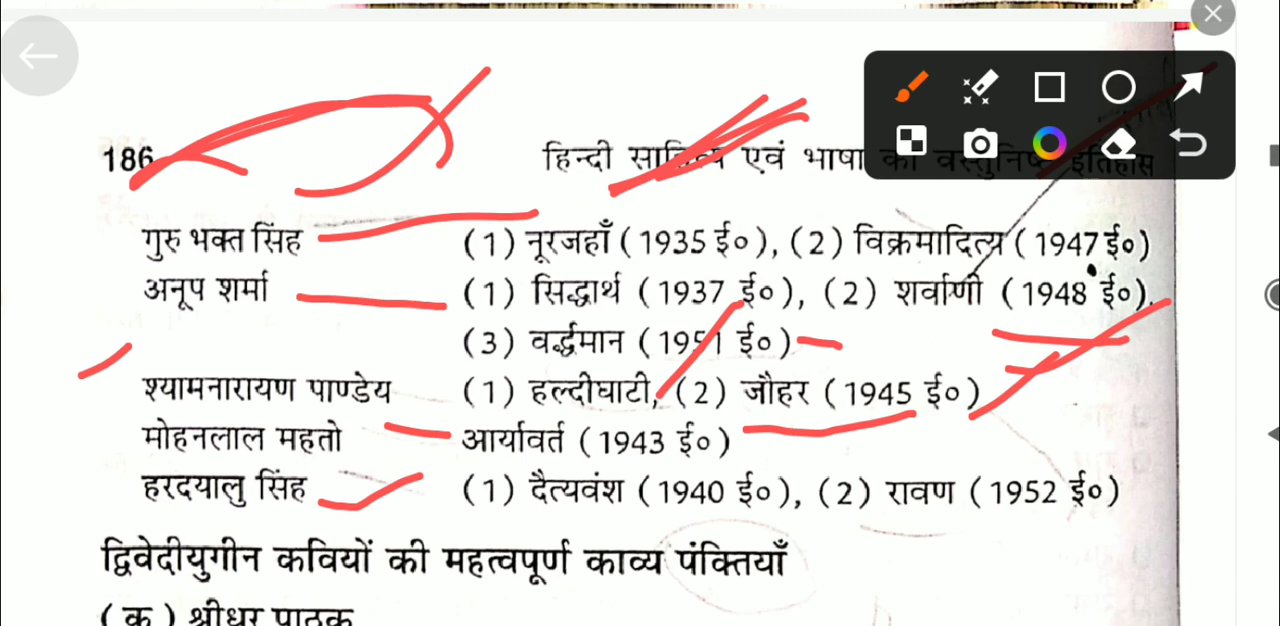 186
हिन्दी साहित्य एवं भाषा का वस्तुनिष्ठ इतिहास
गुरु भक्त सिंह (1) नूरजहाँ (1935 ई०), (2) विक्रमादित्य (1947 ई०)
अनूप शर्मा (1) सिद्धार्थ (1937 ई०), (2) शर्वाणी (1948 ई०).
(3) वर्द्धमान (1951 ई०)
श्यामनारायण पाण्डेय (1) हल्दीघाटी, (2) जौहर (1945 ई०)
मोहनलाल महतो आर्यावर्त (1943 ई०)
हरदयालु सिंह (1) दैत्यवंश (1940 ई०), (2) रावण (1952 ई०)
द्विवेदीयुगीन कवियों की महत्वपूर्ण काव्य पंक्तियाँ
(क) श्रीधर पाठक